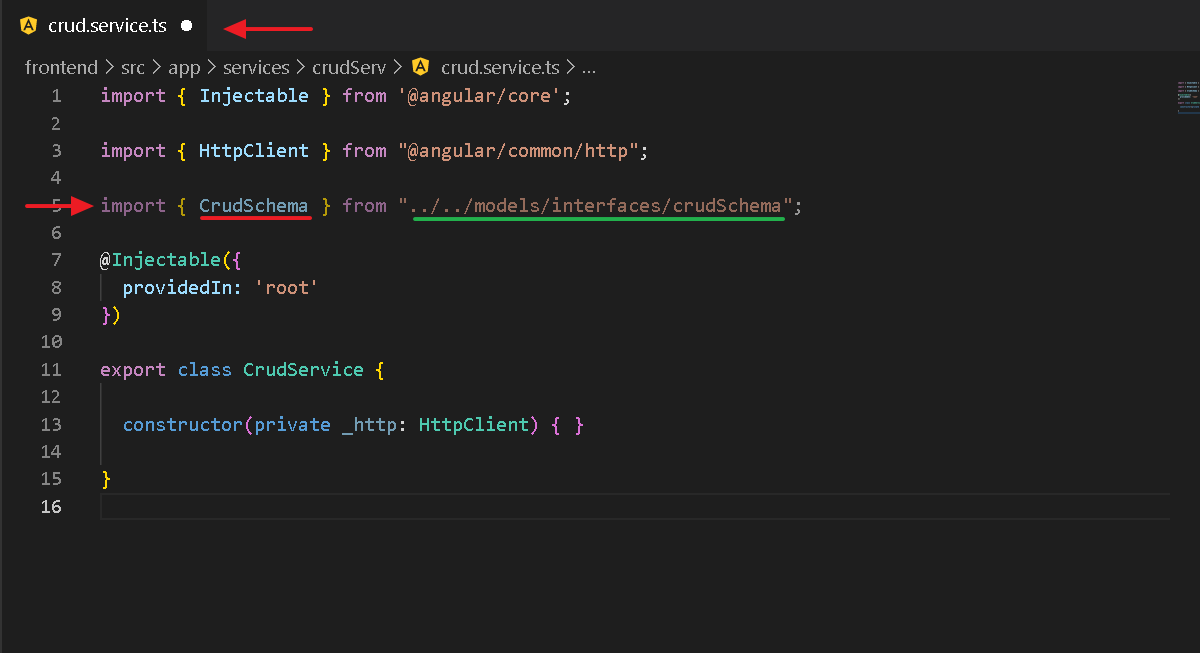 crud.service.ts
frontend > src > app > services > crudServ > crud.service.ts > ...
1 import { Injectable } from '@angular/core';
2
3 import { HttpClient } from "@angular/common/http";
4
5 import { CrudSchema } from "../../models/interfaces/crudSchema";
6
7 @Injectable({
8 providedIn: 'root'
9 })
10
11 export class CrudService {
12
13 constructor(private _http: HttpClient) { }
14
15 }
16